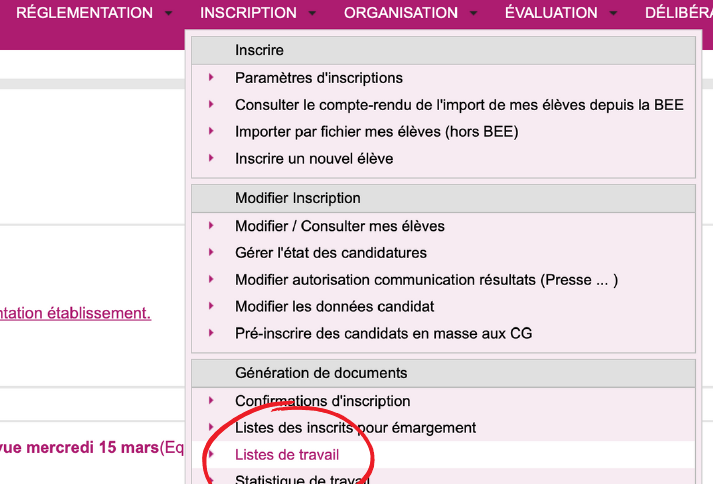 RÉGLEMENTATION INSCRIPTION ORGANISATION ÉVALUATION DÉLIBÉRA
Inscrire
Paramètres d'inscriptions
Consulter le compte-rendu de l'import de mes élèves depuis la BEE
Importer par fichier mes élèves (hors BEE)
Inscrire un nouvel élève
Modifier Inscription
Modifier / Consulter mes élèves
Gérer l'état des candidatures
Modifier autorisation communication résultats (Presse ... )
Modifier les données candidat
ntation établissement.
Pré-inscrire des candidats en masse aux CG
Génération de documents
Confirmations d'inscription
Listes des inscrits pour émargement
vue mercredi 15 mars(Eq
Listes de travail
Statistique de travail